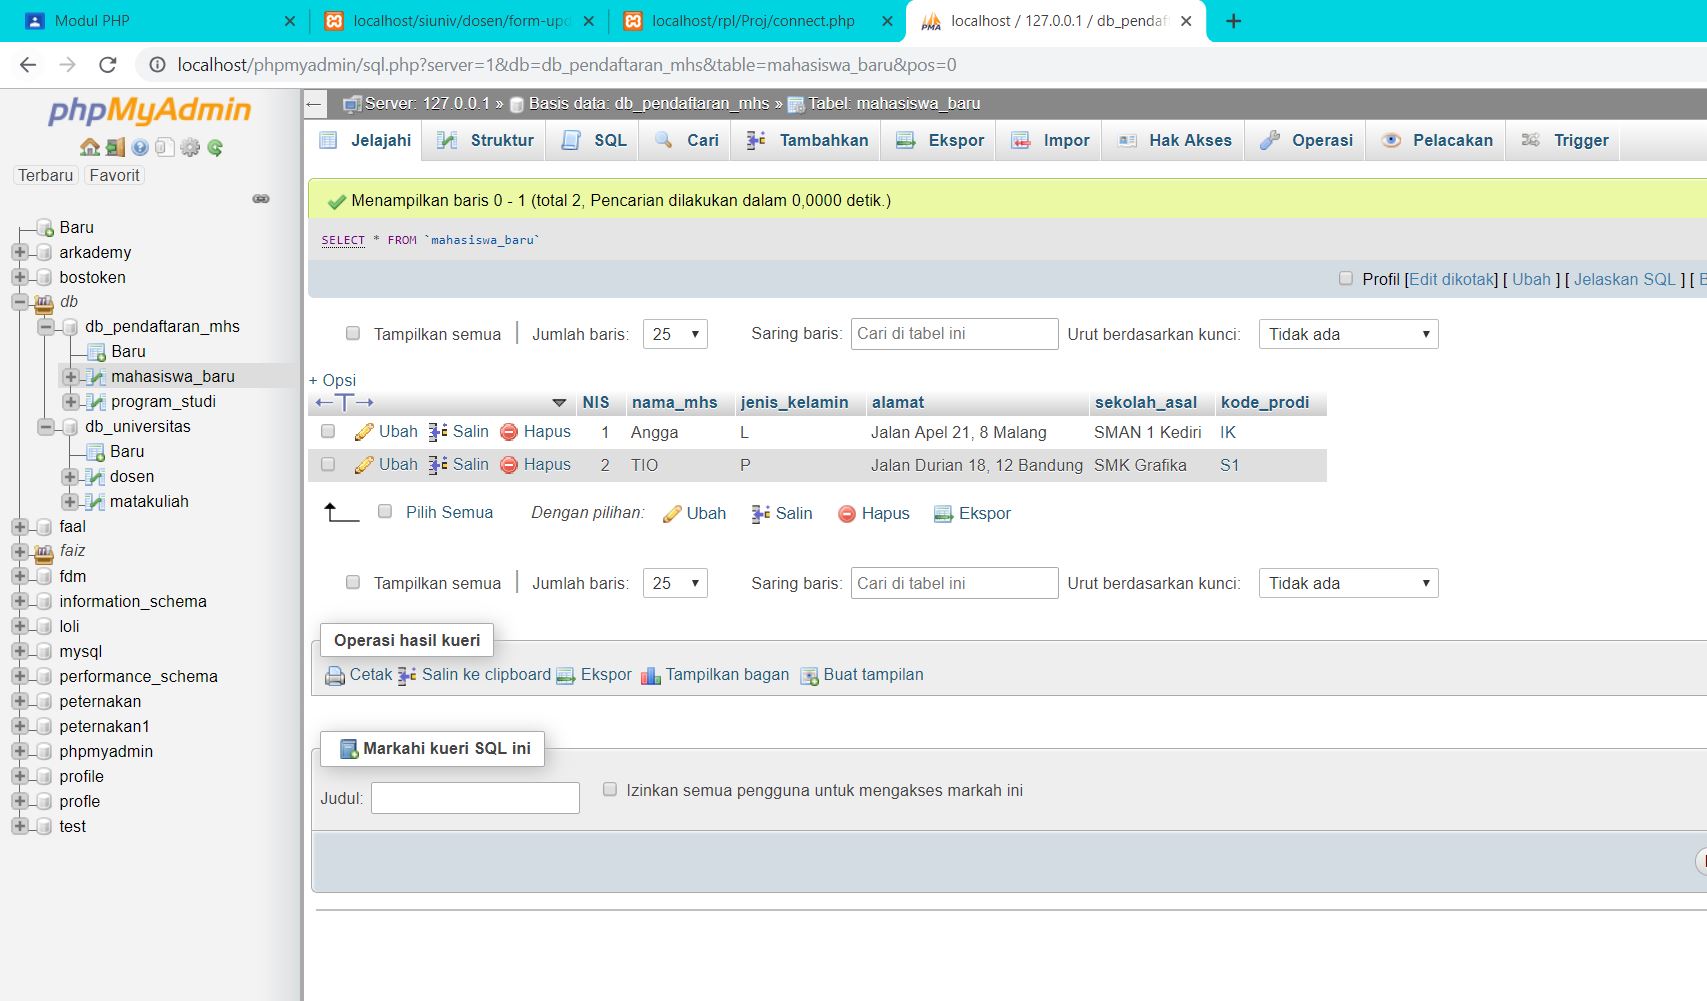 Modul PHP
localhost/siuniv/dosen/form-upd
localhost/rpl/Proj/connect.php
localhost / 127.0.0.1 / db_pendaft
localhost/phpmyadmin/sql.php?server=1&db=db_pendaftaran_mhs&table=mahasiswa_baru&pos=0
phpMyAdmin
Terbaru Favorit
Baru
arkademy
bostoken
db
db_pendaftaran_mhs
Baru
mahasiswa_baru
program_studi
db_universitas
Baru
dosen
matakuliah
faal
faiz
fdm
information_schema
loli
mysql
performance_schema
peternakan
peternakan1
phpmyadmin
profile
profle
test
Server: 127.0.0.1 » Basis data: db_pendaftaran_mhs » Tabel: mahasiswa_baru
Jelajahi Struktur SQL Cari Tambahkan Ekspor Impor Hak Akses Operasi Pelacakan Trigger
Menampilkan baris 0 - 1 (total 2, Pencarian dilakukan dalam 0,0000 detik.)
SELECT * FROM `mahasiswa_baru`
Profil [Edit dikotak] [ Ubah ] [ Jelaskan SQL ] [
Tampilkan semua | Jumlah baris: 25 Saring baris: Cari di tabel ini Urut berdasarkan kunci: Tidak ada
+ Opsi
←T→ NIS nama_mhs jenis_kelamin alamat sekolah_asal kode_prodi
Ubah Salin Hapus 1 Angga L Jalan Apel 21, 8 Malang SMAN 1 Kediri IK
Ubah Salin Hapus 2 TIO P Jalan Durian 18, 12 Bandung SMK Grafika S1
Pilih Semua Dengan pilihan: Ubah Salin Hapus Ekspor
Tampilkan semua | Jumlah baris: 25 Saring baris: Cari di tabel ini Urut berdasarkan kunci: Tidak ada
Operasi hasil kueri
Cetak Salin ke clipboard Ekspor Tampilkan bagan Buat tampilan
Markahi kueri SQL ini
Judul: Izinkan semua pengguna untuk mengakses markah ini